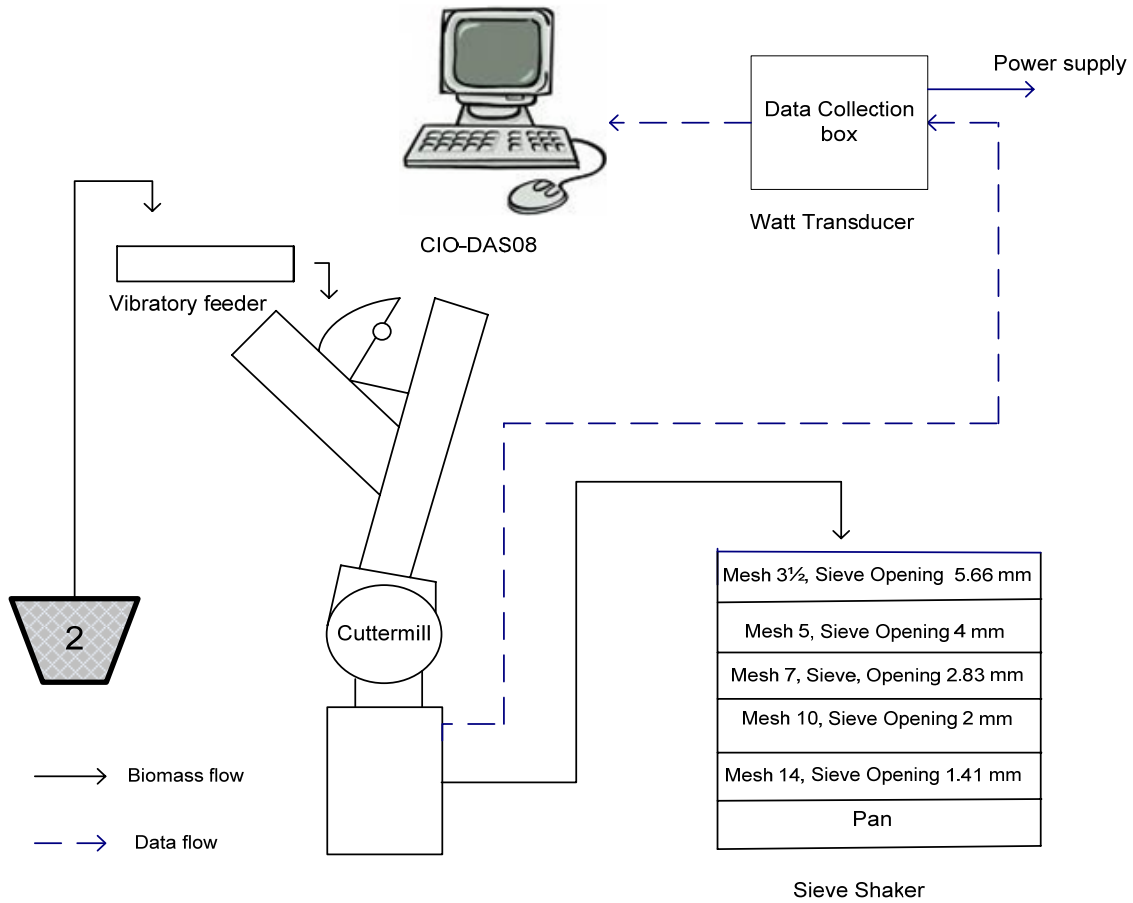 Power supply
Data Collection
box
Watt Transducer
CIO-DAS08
Vibratory feeder
2
Cuttermill
Mesh 3½, Sieve Opening 5.66 mm
Mesh 5, Sieve Opening 4 mm
Mesh 7, Sieve, Opening 2.83 mm
Mesh 10, Sieve Opening 2 mm
Mesh 14, Sieve Opening 1.41 mm
Pan
Sieve Shaker
Biomass flow
Data flow